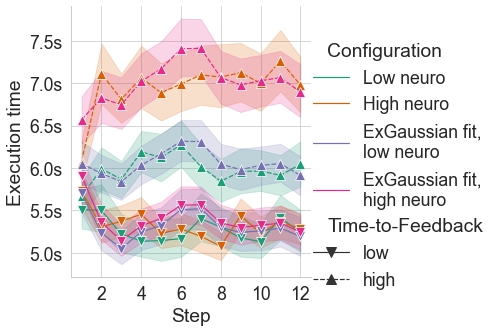 7.5s
7.0s
6.5s
6.0s
5.5s
5.0s
Execution time
2 4 6 8 10 12
Step
Configuration
Low neuro
High neuro
ExGaussian fit,
low neuro
ExGaussian fit,
high neuro
Time-to-Feedback
low
high